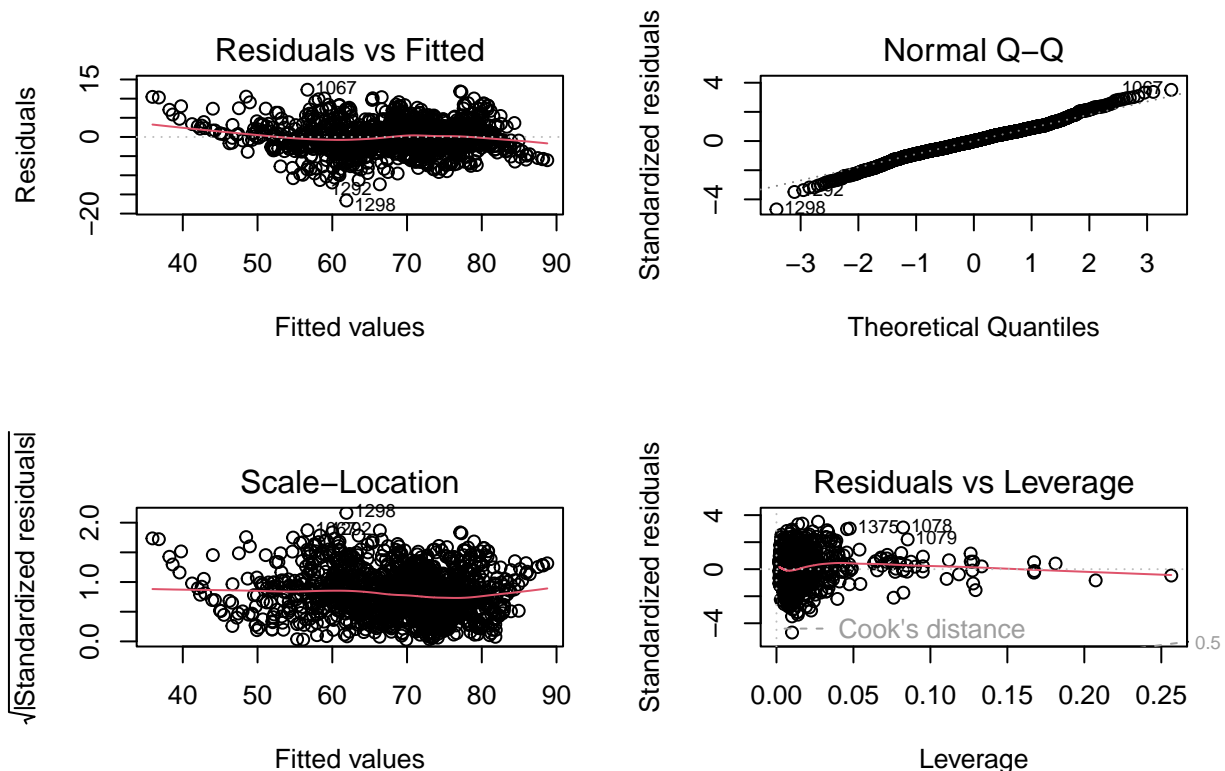 Residuals vs Fitted
Residuals
15
0
−20
1067
1292
1298
40 50 60 70 80 90
Fitted values
Normal Q−Q
Standardized residuals
4
0
−4
1067
1292
1298
−3 −2 −1 0 1 2 3
Theoretical Quantiles
Scale−Location
√|Standardized residuals|
2.0
1.0
0.0
1298
1067
1292
40 50 60 70 80 90
Fitted values
Residuals vs Leverage
Standardized residuals
4
0
−4
1375
1078
1079
Cook's distance
0.5
0.00 0.05 0.10 0.15 0.20 0.25
Leverage